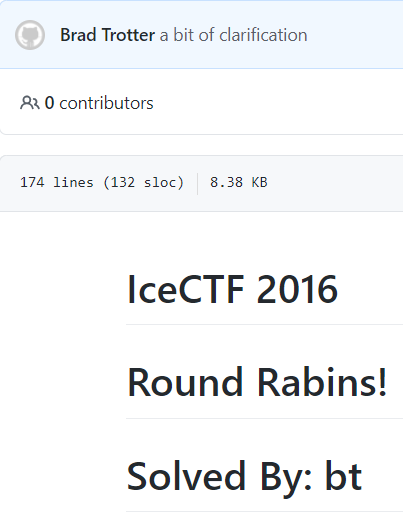 Brad Trotter a bit of clarification
0 contributors
174 lines (132 sloc) 8.38 KB
IceCTF 2016
Round Rabins!
Solved By: bt